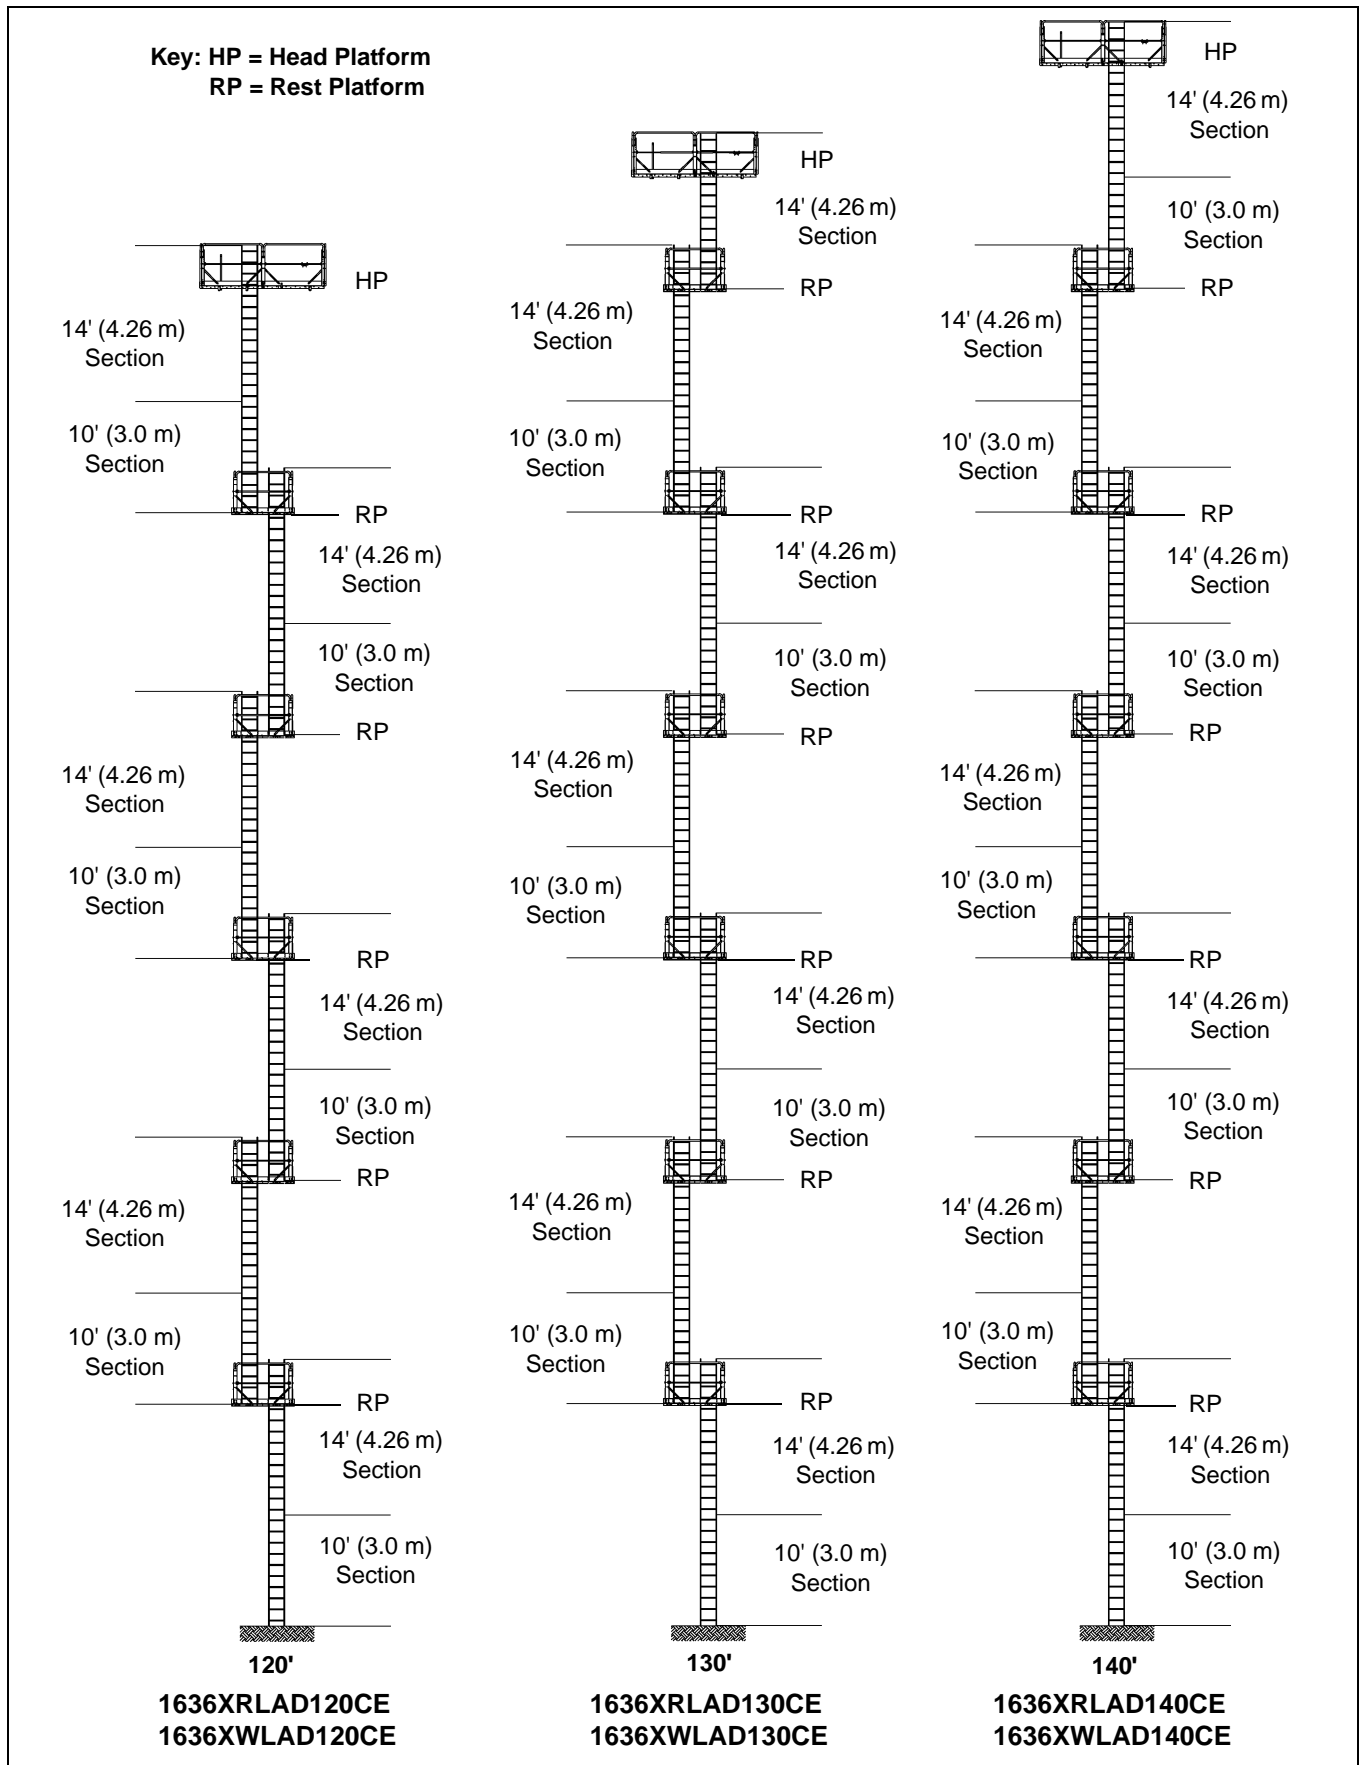 Key: HP = Head Platform
RP = Rest Platform
HP
14' (4.26 m)
Section
10' (3.0 m)
Section
RP
14' (4.26 m)
Section
10' (3.0 m)
Section
RP
14' (4.26 m)
Section
10' (3.0 m)
Section
RP
14' (4.26 m)
Section
10' (3.0 m)
Section
RP
14' (4.26 m)
Section
10' (3.0 m)
Section
RP
14' (4.26 m)
Section
10' (3.0 m)
Section
120'
1636XRLAD120CE
1636XWLAD120CE
HP
14' (4.26 m)
Section
RP
14' (4.26 m)
Section
10' (3.0 m)
Section
RP
14' (4.26 m)
Section
10' (3.0 m)
Section
RP
14' (4.26 m)
Section
10' (3.0 m)
Section
RP
14' (4.26 m)
Section
10' (3.0 m)
Section
RP
14' (4.26 m)
Section
10' (3.0 m)
Section
RP
14' (4.26 m)
Section
10' (3.0 m)
Section
130'
1636XRLAD130CE
1636XWLAD130CE
HP
14' (4.26 m)
Section
10' (3.0 m)
Section
RP
14' (4.26 m)
Section
10' (3.0 m)
Section
RP
14' (4.26 m)
Section
10' (3.0 m)
Section
RP
14' (4.26 m)
Section
10' (3.0 m)
Section
RP
14' (4.26 m)
Section
10' (3.0 m)
Section
RP
14' (4.26 m)
Section
10' (3.0 m)
Section
RP
14' (4.26 m)
Section
10' (3.0 m)
Section
140'
1636XRLAD140CE
1636XWLAD140CE